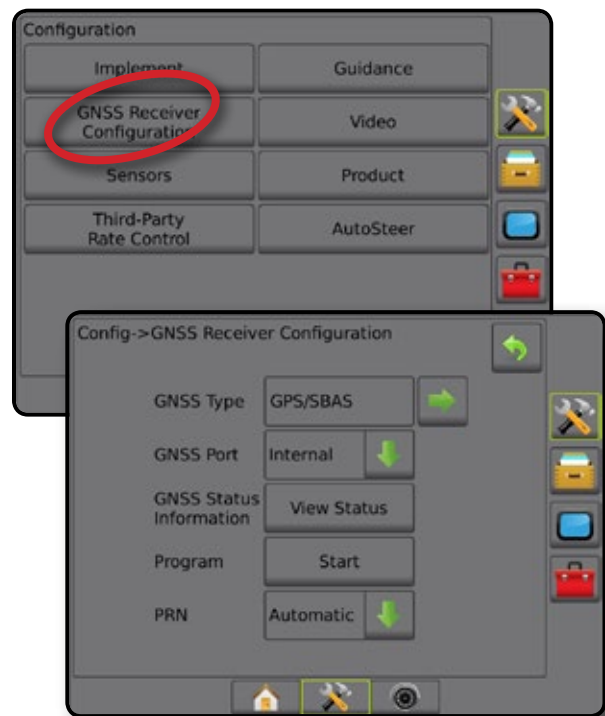 Configuration
Implement
Guidance
GNSS Receiver
Configuration
Video
Sensors
Product
Third-Party
Rate Control
AutoSteer
Config->GNSS Receiver Configuration
GNSS Type
GPS/SBAS
GNSS Port
Internal
GNSS Status
Information
View Status
Program
Start
PRN
Automatic